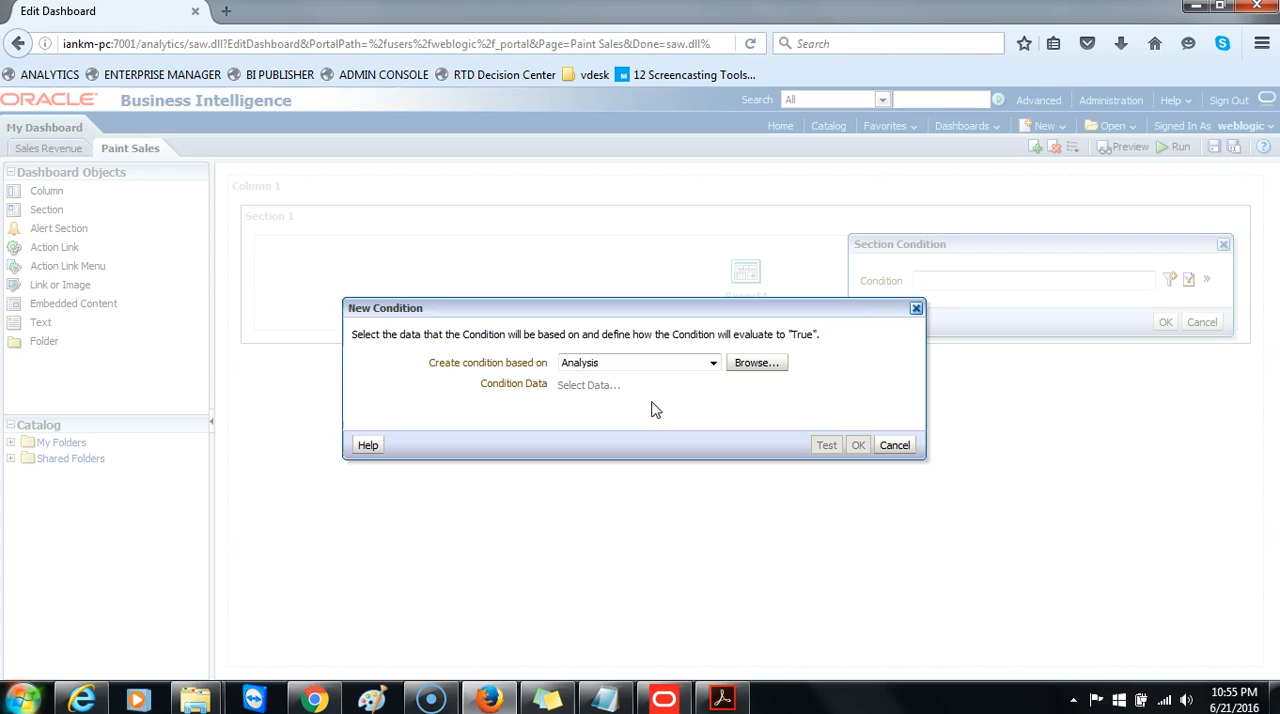 Edit Dashboard
iankm-pc:7001/analytics/saw.dll?EditDashboard&PortalPath=%2fusers%2fweblogic%2f_portal&Page=Paint Sales&Done=saw.dll%
Search
ANALYTICS ENTERPRISE MANAGER BI PUBLISHER ADMIN CONSOLE RTD Decision Center vdesk 12 Screencasting Tools...
ORACLE Business Intelligence Search All Advanced Administration Help Sign Out
My Dashboard Home Catalog Favorites Dashboards New Open Signed In As weblogic
Sales Revenue Paint Sales Preview Run
Dashboard Objects
Column
Section
Alert Section
Action Link
Action Link Menu
Link or Image
Embedded Content
Text
Folder
Catalog
My Folders
Shared Folders
Column 1
Section 1
Section Condition
Condition »
OK Cancel
New Condition
Select the data that the Condition will be based on and define how the Condition will evaluate to "True".
Create condition based on Analysis Browse...
Condition Data Select Data...
Help Test OK Cancel
10:55 PM
6/21/2016